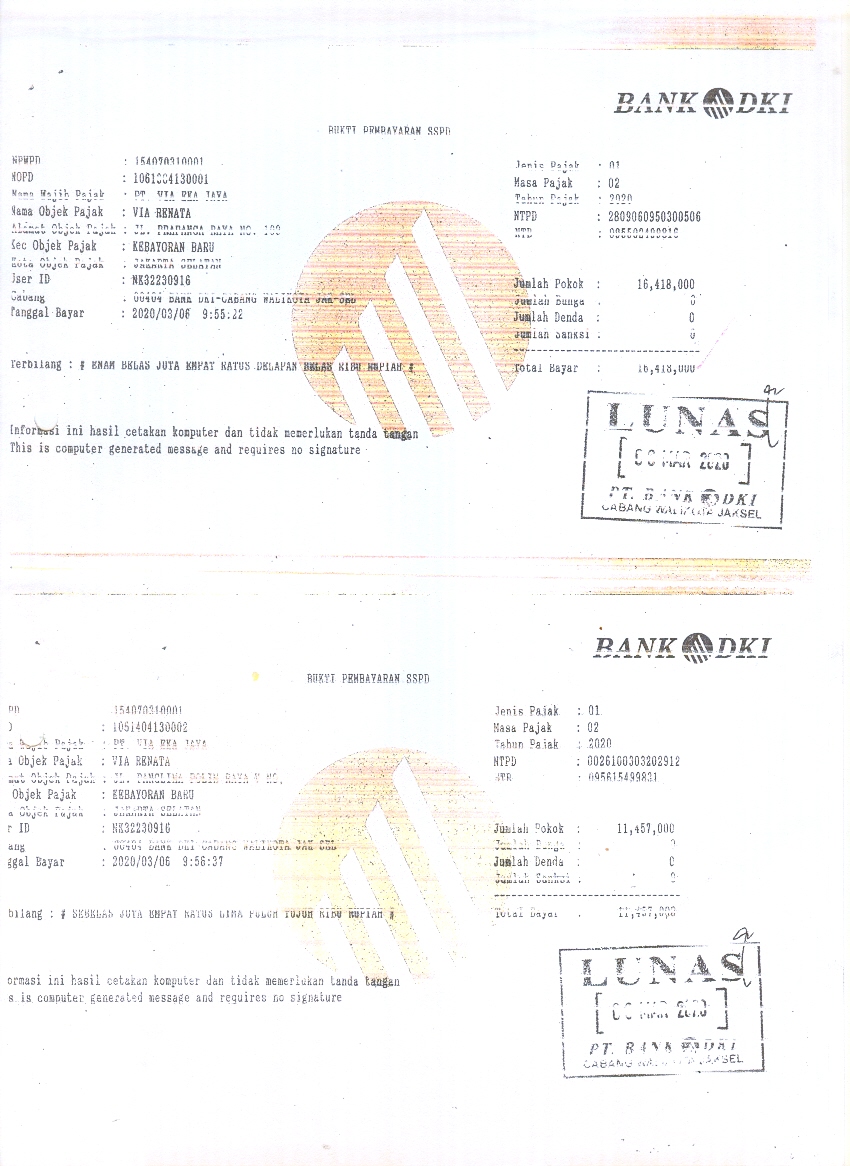 BANK DKI
BUKTI PEMBAYARAN SSPD
NPWPD : 154070310001
NOPD
Nama Wajib Pajak : PT. VIA EKA JAYA
Nama Objek Pajak : VIA RENATA
Alamat Objek Pajak : JL. PRAPANCA RAYA NO.
Kec Objek Pajak : KEBAYORAN BARU
Kota Objek Pajak : JAKARTA SELATAN
User ID : NK32230916
Cabang : 00404 BANK DKI-CABANG WALIKOTA JAK-SEL
Tanggal Bayar : 2020/03/06 9:55:22
Terbilang : # ENAM BELAS JUTA EMPAT RATUS DELAPAN BELAS RIBU RUPIAH #
Informasi ini hasil cetakan komputer dan tidak memerlukan tanda tangan
This is computer generated message and requires no signature
Jenis Pajak : 01
Masa Pajak : 02
Tahun Pajak : 2020
NTPD : 2809060950300506
NTB :
Jumlah Pokok : 16,418,000
Jumlah Bunga : 0
Jumlah Denda : 0
Jumlah Sanksi : 0
Total Bayar : 16,418,000
LUNAS
06 MAR 2020
PT. BANK DKI
CABANG WALIKOTA JAKSEL
BANK DKI
BUKTI PEMBAYARAN SSPD
PD 154070310001
: 1051404130002
Wajib Pajak : PT. VIA EKA JAYA
Objek Pajak : VIA RENATA
Objek Pajak : JL. PANGLIMA POLIM RAYA NO.
Objek Pajak : KEBAYORAN BARU
Objek Pajak : JAKARTA SELATAN
r ID : NK32230916
ang : 00404 BANK DKI CABANG WALIKOTA JAK SEL
ggal Bayar : 2020/03/06 9:56:37
bilang : # SEBELAS JUTA EMPAT RATUS LIMA PULUH TUJUH RIBU RUPIAH #
ormasi ini hasil cetakan komputer dan tidak memerlukan tanda tangan
s is computer generated message and requires no signature
Jenis Pajak : 01
Masa Pajak : 02
Tahun Pajak : 2020
NTPD : 0026100303202912
NTB : 095615499831
Jumlah Pokok : 11,457,000
Jumlah Bunga : 0
Jumlah Denda : 0
Jumlah Sanksi : 0
Total Bayar : 11,457,000
LUNAS
06 MAR 2020
PT. BANK DKI
CABANG WALIKOTA JAKSEL